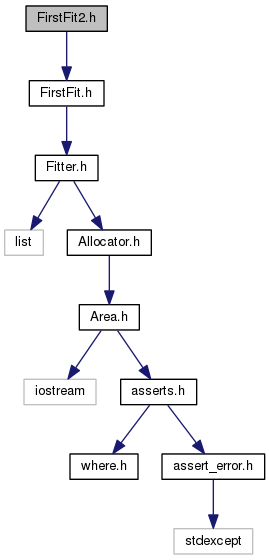 FirstFit2.h
FirstFit.h
Fitter.h
list
Allocator.h
Area.h
iostream
asserts.h
where.h
assert_error.h
stdexcept